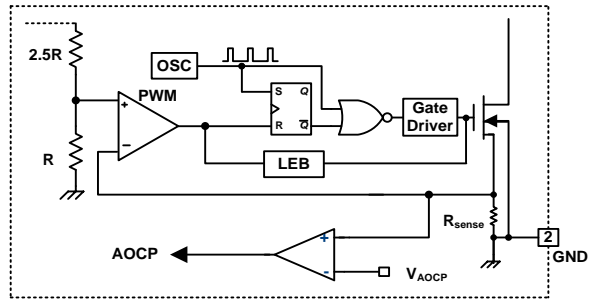 2.5R
R
OSC
PWM
+
-
S Q
R Q̅
LEB
Gate
Driver
Rsense
2
GND
AOCP
+
-
VAOCP